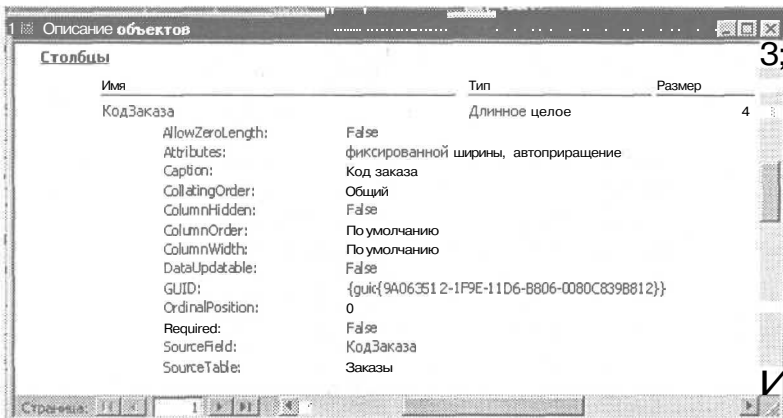 1 Описание объектов
3;
Столбцы
Имя Тип Размер
КодЗаказа Длинное целое 4
AllowZeroLength: False
Attributes: фиксированной ширины, автоприращение
Caption: Код заказа
CollatingOrder: Общий
ColumnHidden: False
ColumnOrder: По умолчанию
ColumnWidth: По умолчанию
DataUpdatable: False
GUID: {guid{9A063512-1F9E-11D6-B806-0080C839B812}}
OrdinalPosition: 0
Required: False
SourceField: КодЗаказа
SourceTable: Заказы
И
Страница: 1